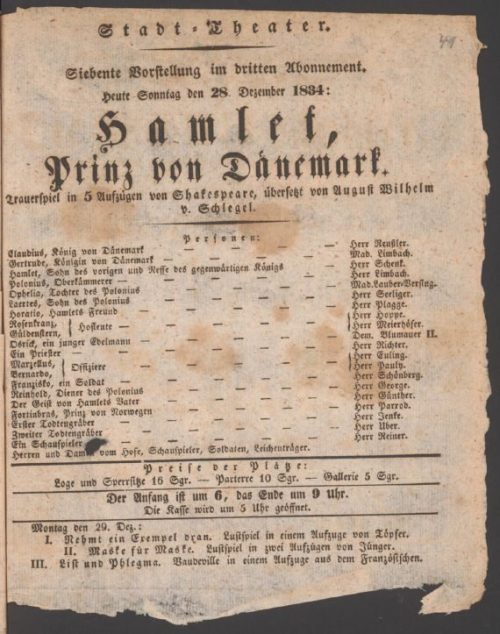 Stadt-Theater.
44.
Siebente Vorstellung im dritten Abonnement.
Heute Sonntag den 28. Dezember 1834:
Hamlet,
Prinz von Dänemark.
Trauerspiel in 5 Aufzügen von Shakespeare, übersetzt von August Wilhelm
v. Schlegel.
Personen:
Claudius, König von Dänemark — — — Herr Reußler.
Gertrude, Königin von Dänemark — — — Mad. Limbach.
Hamlet, Sohn des vorigen und Neffe des gegenwärtigen Königs — Herr Schenk.
Polonius, Oberkämmerer — — — Herr Limbach.
Ophelia, Tochter des Polonius — — — Mad. Lauber-Versing.
Laertes, Sohn des Polonius — — — Herr Seeliger.
Horatio, Hamlets Freund — — — Herr Plagge.
Rosenkranz, } Hofleute — — — Herr Hoppe.
Güldenstern, Herr Meierhöfer.
Osrick, ein junger Edelmann — — — Dem. Blumauer II.
Ein Priester — — — Herr Richter.
Marzellus, } Offiziere — — — Herr Euling.
Bernardo, Herr Pauly.
Franzisko, ein Soldat — — — Herr Schönberg.
Reinhold, Diener des Polonius — — — Herr George.
Der Geist von Hamlets Vater — — — Herr Günther.
Fortinbras, Prinz von Norwegen — — — Herr Parrod.
Erster Todtengräber — — — Herr Jenke.
Zweiter Todtengräber — — — Herr Uber.
Ein Schauspieler — — — Herr Reiner.
Herren und Damen vom Hofe, Schauspieler, Soldaten, Leichenträger.
Preise der Plätze:
Loge und Sperrsitze 16 Sgr. — Parterre 10 Sgr. — Gallerie 5 Sgr.
Der Anfang ist um 6, das Ende um 9 Uhr.
Die Kasse wird um 5 Uhr geöffnet.
Montag den 29. Dez.:
I. Nehmt ein Exempel dran. Lustspiel in einem Aufzuge von Töpfer.
II. Maske für Maske. Lustspiel in zwei Aufzügen von Jünger.
III. List und Phlegma. Vaudeville in einem Aufzuge aus dem Französischen.